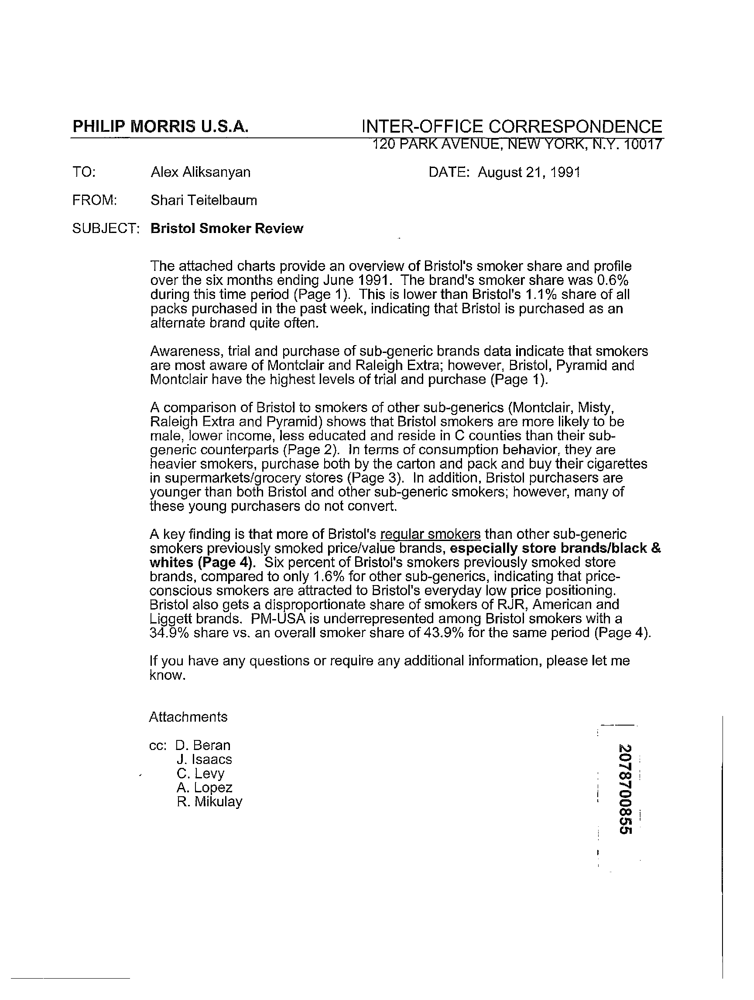 PHILIP MORRIS U.S.A. INTER-OFFICE CORRESPONDENCE
120 PARK AVENUE, NEW YORK, N.Y. 10017
TO: Alex Aliksanyan DATE: August 21, 1991
FROM: Shari Teitelbaum
SUBJECT: Bristol Smoker Review
The attached charts provide an overview of Bristol's smoker share and profile
over the six months ending June 1991. The brand's smoker share was 0.6%
during this time period (Page 1). This is lower than Bristol's 1.1% share of all
packs purchased in the past week, indicating that Bristol is purchased as an
alternate brand quite often.
Awareness, trial and purchase of sub-generic brands data indicate that smokers
are most aware of Montclair and Raleigh Extra; however, Bristol, Pyramid and
Montclair have the highest levels of trial and purchase (Page 1).
A comparison of Bristol to smokers of other sub-generics (Montclair, Misty,
Raleigh Extra and Pyramid) shows that Bristol smokers are more likely to be
male, lower income, less educated and reside in C counties than their sub-
generic counterparts (Page 2). In terms of consumption behavior, they are
heavier smokers, purchase both by the carton and pack and buy their cigarettes
in supermarkets/grocery stores (Page 3). In addition, Bristol purchasers are
younger than both Bristol and other sub-generic smokers; however, many of
these young purchasers do not convert.
A key finding is that more of Bristol's regular smokers than other sub-generic
smokers previously smoked price/value brands, especially store brands/black &
whites (Page 4). Six percent of Bristol's smokers previously smoked store
brands, compared to only 1.6% for other sub-generics, indicating that price-
conscious smokers are attracted to Bristol's everyday low price positioning.
Bristol also gets a disproportionate share of smokers of RJR, American and
Liggett brands. PM-USA is underrepresented among Bristol smokers with a
34.9% share vs. an overall smoker share of 43.9% for the same period (Page 4).
If you have any questions or require any additional information, please let me
know.
Attachments
cc: D. Beran
J. Isaacs
C. Levy
A. Lopez
R. Mikulay
2078700855